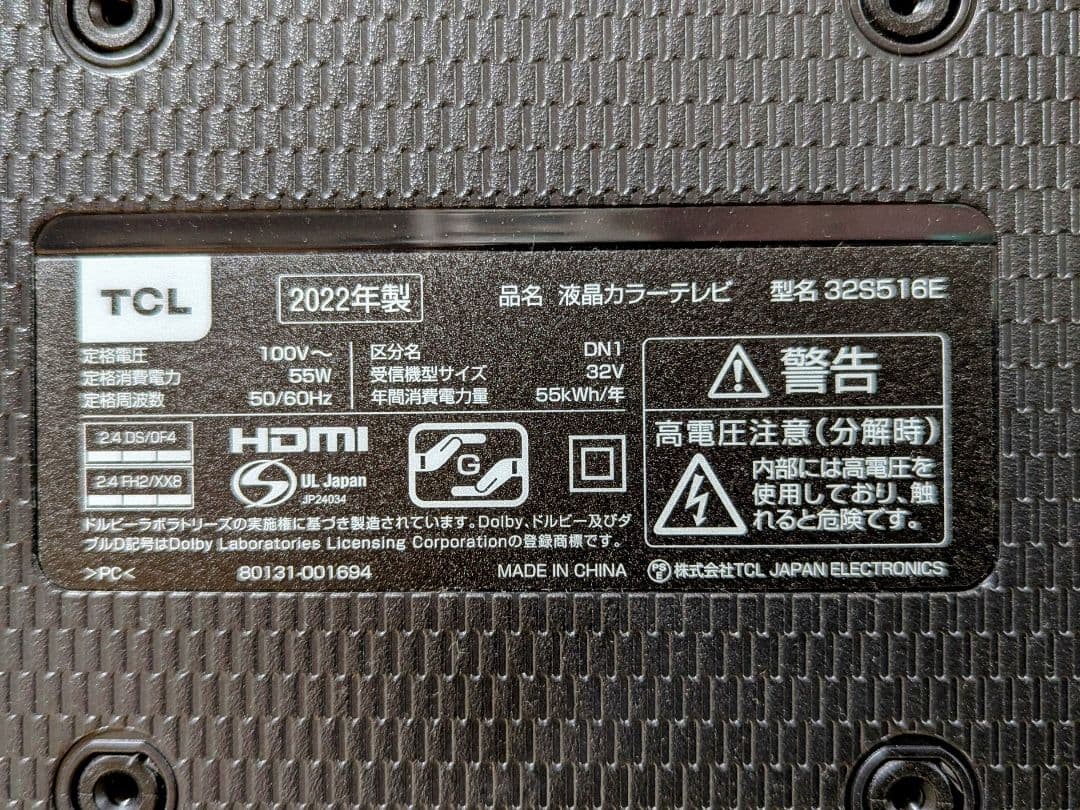 TCL
2022年製
品名 液晶カラーテレビ 型名 32S516E
定格電圧 100V～
定格消費電力 55W
定格周波数 50/60Hz
区分名 DN1
受信機型サイズ 32V
年間消費電力量 55kWh/年
2.4 DS/OF4
2.4 FH2/XX8
HDMI
S UL Japan
JP24034
G
ドルビーラボラトリーズの実施権に基づき製造されています。Dolby、ドルビー及びダ
ブルD記号はDolby Laboratories Licensing Corporationの登録商標です。
>PC< 80131-001694 MADE IN CHINA
警告
高電圧注意(分解時)
内部には高電圧を
使用しており、触
れると危険です。
PSE 株式会社TCL JAPAN ELECTRONICS